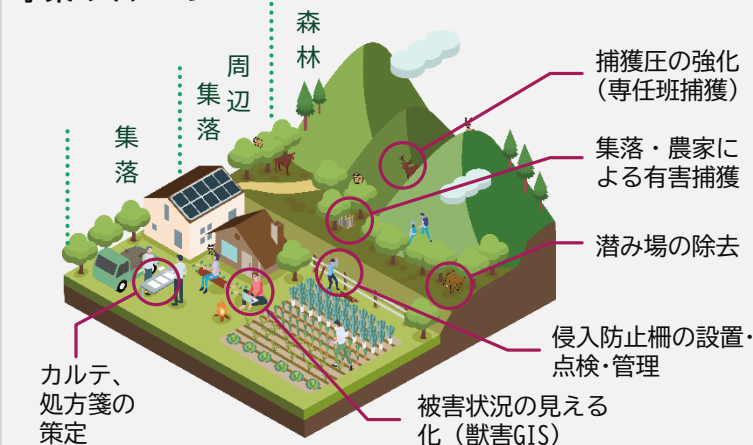 森林
集落周辺
集落
捕獲圧の強化
（専任班捕獲）
集落・農家に
よる有害捕獲
潜み場の除去
侵入防止柵の設置・
点検・管理
被害状況の見える
化（獣害GIS）
カルテ、
処方箋の
策定